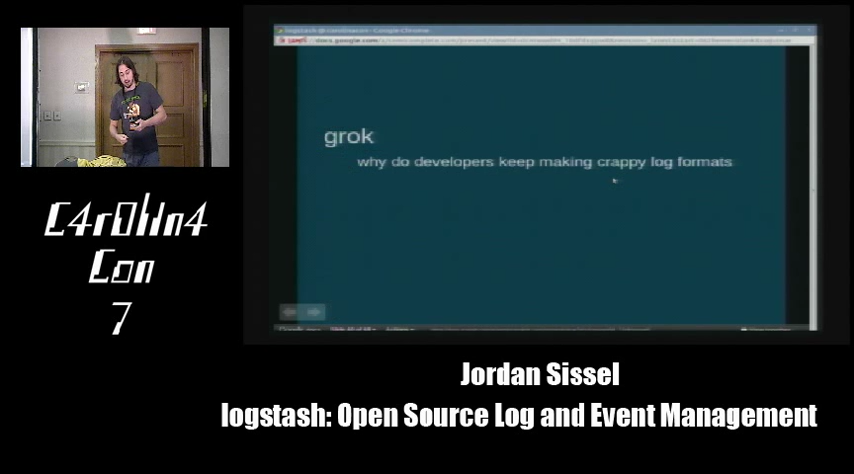 grok
why do developers keep making crappy log formats
C4r0lin4
Con
7
Jordan Sissel
logstash: Open Source Log and Event Management